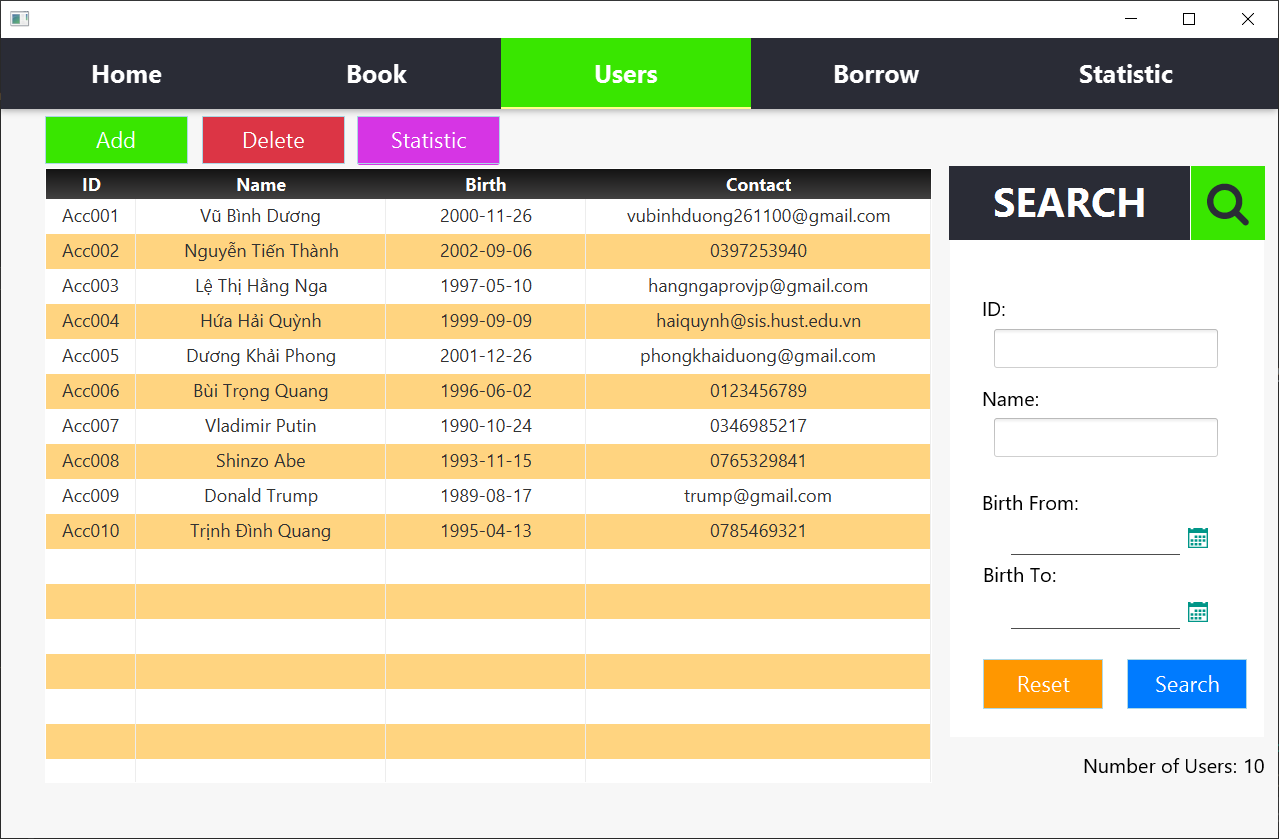 Home Book Users Borrow Statistic
Add Delete Statistic
ID Name Birth Contact
Acc001 Vũ Bình Dương 2000-11-26 vubinhduong261100@gmail.com
Acc002 Nguyễn Tiến Thành 2002-09-06 0397253940
Acc003 Lệ Thị Hằng Nga 1997-05-10 hangngaprovjp@gmail.com
Acc004 Hứa Hải Quỳnh 1999-09-09 haiquynh@sis.hust.edu.vn
Acc005 Dương Khải Phong 2001-12-26 phongkhaiduong@gmail.com
Acc006 Bùi Trọng Quang 1996-06-02 0123456789
Acc007 Vladimir Putin 1990-10-24 0346985217
Acc008 Shinzo Abe 1993-11-15 0765329841
Acc009 Donald Trump 1989-08-17 trump@gmail.com
Acc010 Trịnh Đình Quang 1995-04-13 0785469321
SEARCH
ID:
Name:
Birth From:
Birth To:
Reset Search
Number of Users: 10